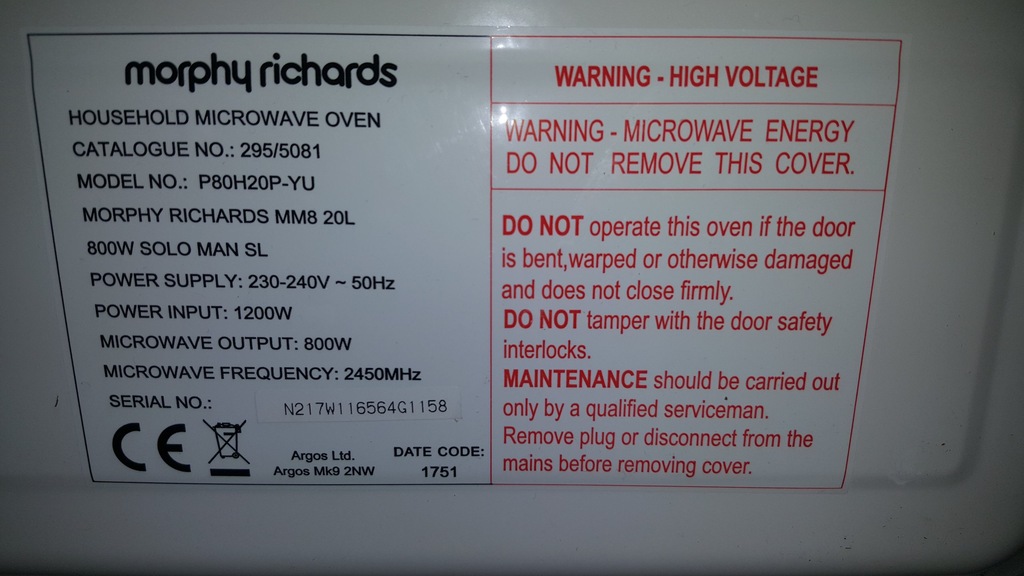 morphy richards
HOUSEHOLD MICROWAVE OVEN
CATALOGUE NO.: 295/5081
MODEL NO.: P80H20P-YU
MORPHY RICHARDS MM8 20L
800W SOLO MAN SL
POWER SUPPLY: 230-240V ~ 50Hz
POWER INPUT: 1200W
MICROWAVE OUTPUT: 800W
MICROWAVE FREQUENCY: 2450MHz
SERIAL NO.:
N217W116564G1158
CE
Argos Ltd.
Argos Mk9 2NW
DATE CODE:
1751
WARNING - HIGH VOLTAGE
WARNING - MICROWAVE ENERGY
DO NOT REMOVE THIS COVER.
DO NOT operate this oven if the door
is bent,warped or otherwise damaged
and does not close firmly.
DO NOT tamper with the door safety
interlocks.
MAINTENANCE should be carried out
only by a qualified serviceman.
Remove plug or disconnect from the
mains before removing cover.